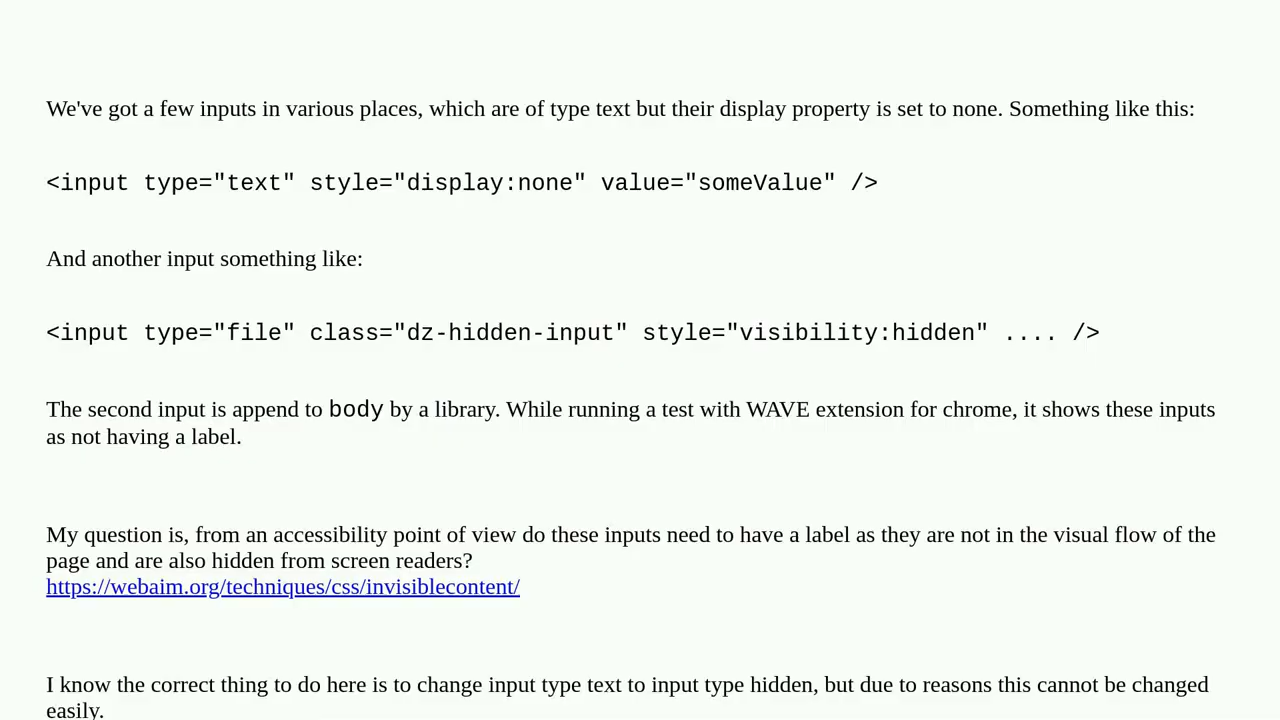 We've got a few inputs in various places, which are of type text but their display property is set to none. Something like this:
<input type="text" style="display:none" value="someValue" />
And another input something like:
<input type="file" class="dz-hidden-input" style="visibility:hidden" .... />
The second input is append to body by a library. While running a test with WAVE extension for chrome, it shows these inputs
as not having a label.
My question is, from an accessibility point of view do these inputs need to have a label as they are not in the visual flow of the
page and are also hidden from screen readers?
https://webaim.org/techniques/css/invisiblecontent/
I know the correct thing to do here is to change input type text to input type hidden, but due to reasons this cannot be changed
easily.